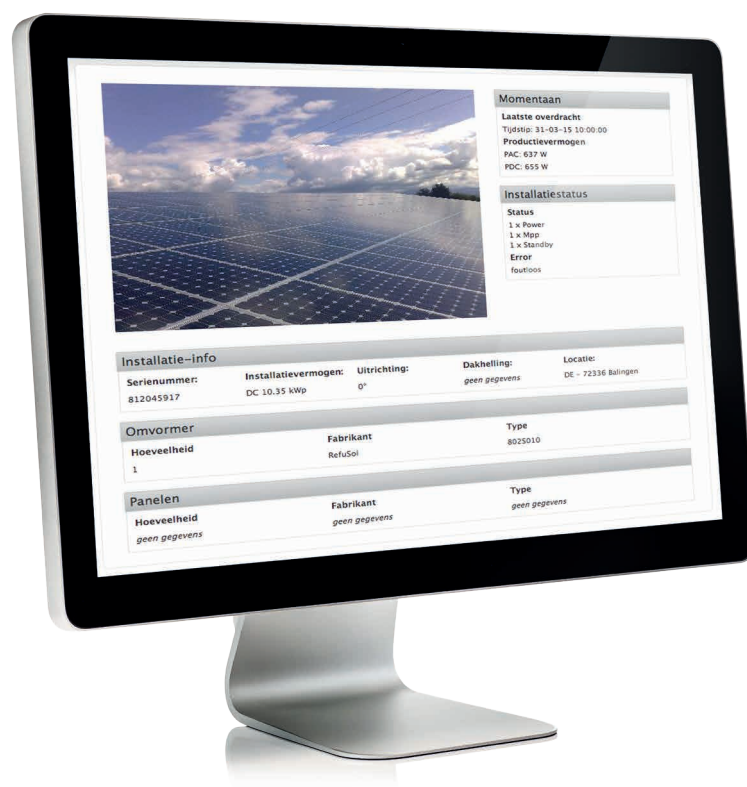 Momentaan
Laatste overdracht
Tijdstip: 31-03-15 10:00:00
Productievermogen
PAC: 637 W
PDC: 655 W
Installatiestatus
Status
1 x Power
1 x Mpp
1 x Standby
Error
foutloos
Installatie-info
Serienummer: Installatievermogen: Uitrichting: Dakhelling: Locatie:
812045917 DC 10.35 kWp 0° geen gegevens DE - 72336 Balingen
Omvormer
Hoeveelheid Fabrikant Type
1 RefuSol 802S010
Panelen
Hoeveelheid Fabrikant Type
geen gegevens geen gegevens geen gegevens